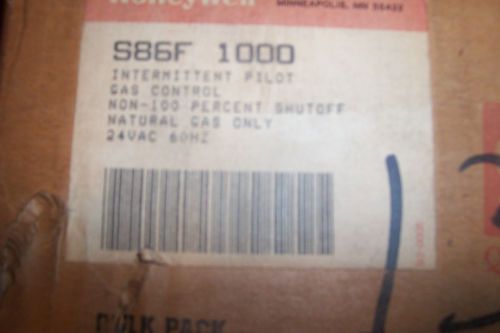 Honeywell
MINNEAPOLIS, MN 55422
S86F 1000
INTERMITTENT PILOT
GAS CONTROL
NON-100 PERCENT SHUTOFF
NATURAL GAS ONLY
24VAC 60HZ
BULK PACK